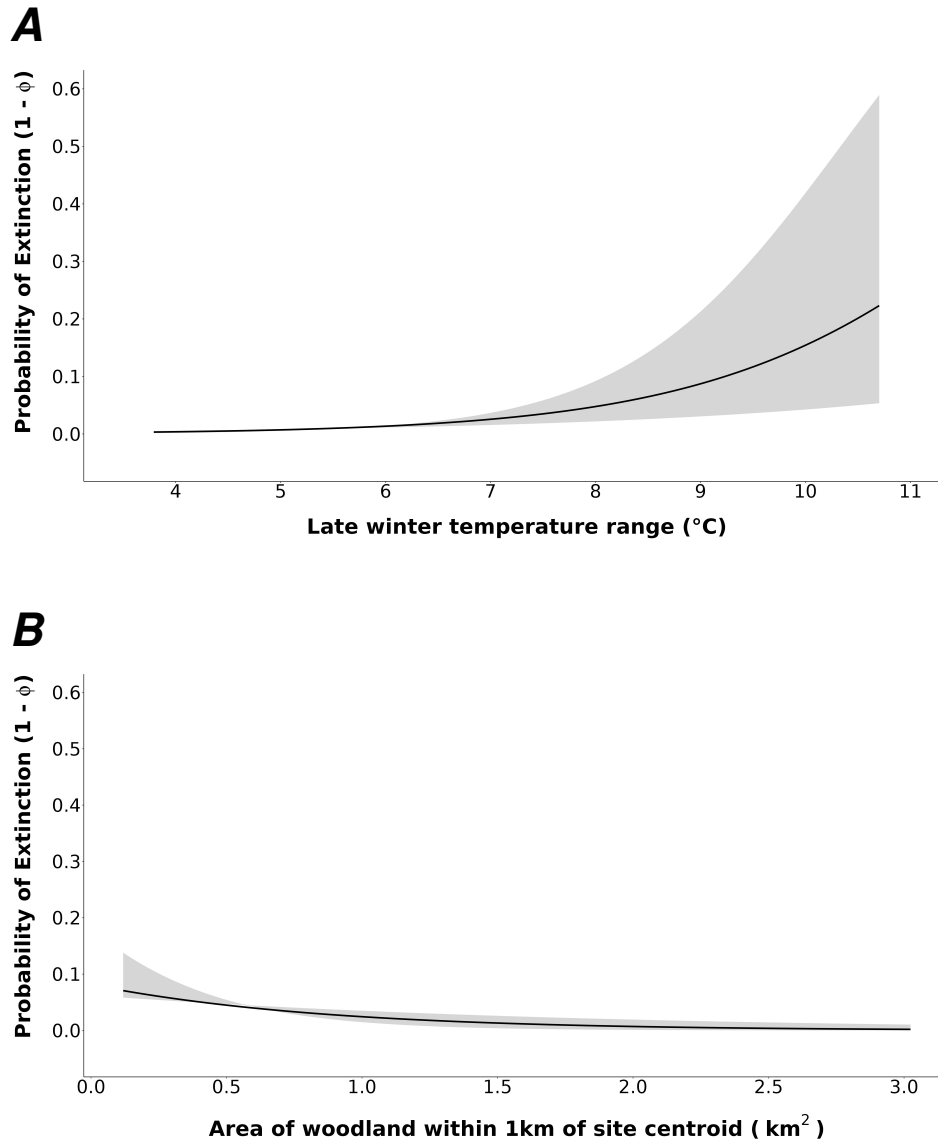 A
Probability of Extinction (1 - ϕ)
0.6
0.5
0.4
0.3
0.2
0.1
0.0
4 5 6 7 8 9 10 11
Late winter temperature range (°C)
B
Probability of Extinction (1 - ϕ)
0.6
0.5
0.4
0.3
0.2
0.1
0.0
0.0 0.5 1.0 1.5 2.0 2.5 3.0
Area of woodland within 1km of site centroid ( km² )